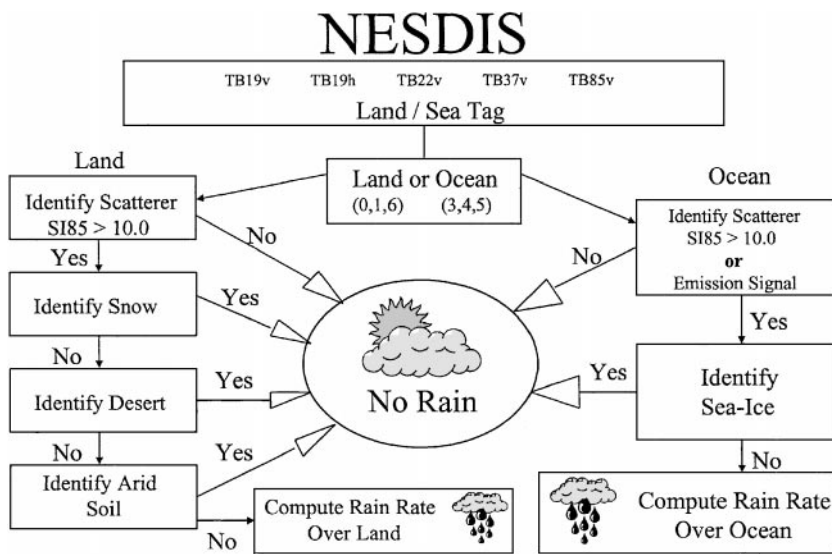 NESDIS
TB19v TB19h TB22v TB37v TB85v
Land / Sea Tag
Land
Land or Ocean
(0,1,6) (3,4,5)
Ocean
Identify Scatterer
SI85 > 10.0
No
Yes
Identify Scatterer
SI85 > 10.0
or
Emission Signal
No
Yes
Identify Snow
Yes
No
No Rain
Identify Desert
Yes
No
Identify
Sea-Ice
Yes
No
Identify Arid
Soil
Yes
No
Compute Rain Rate
Over Land
Compute Rain Rate
Over Ocean